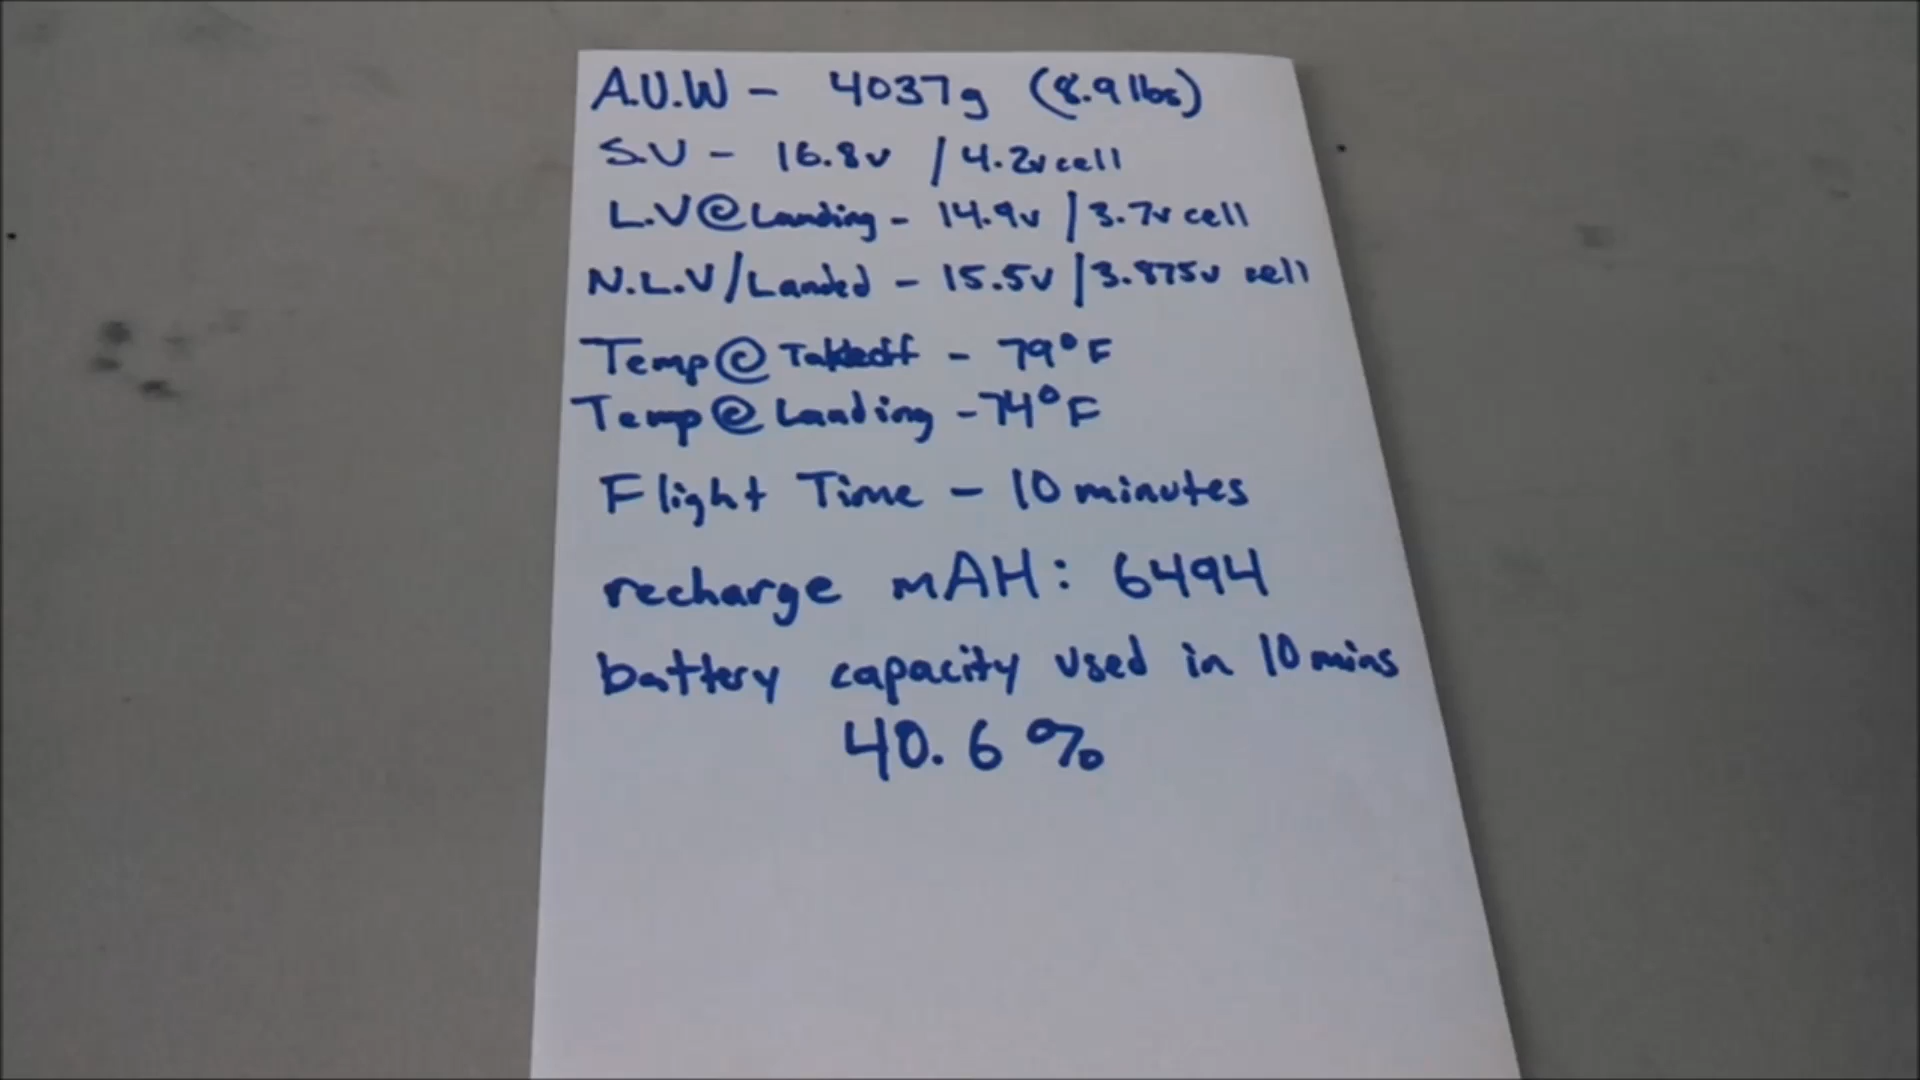 A.U.W - 4037g (8.9 lbs)
S.V - 16.8v / 4.2v cell
L.V @ Landing - 14.9v | 3.7v cell
N.L.V/Landed - 15.5v | 3.875v cell
Temp @ Takeoff - 79°F
Temp @ Landing - 74°F
Flight Time - 10 minutes
recharge mAH: 6494
battery capacity used in 10 mins
40.6%